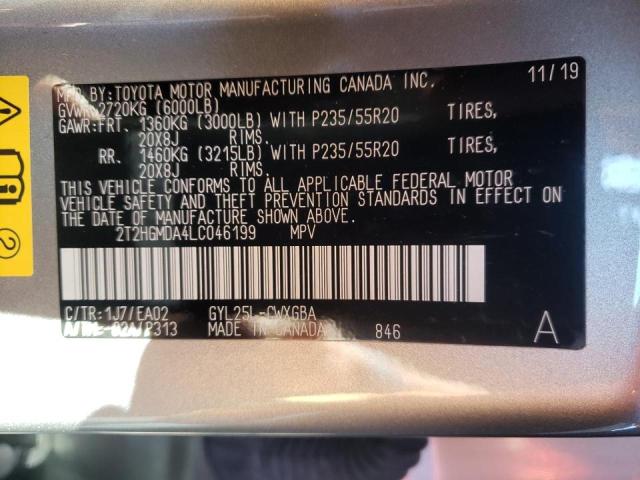 MFD. BY: TOYOTA MOTOR MANUFACTURING CANADA INC. 11/19
GVWR 2720KG (6000LB)
GAWR:FRT. 1360KG (3000LB) WITH P235/55R20 TIRES,
20X8J RIMS.
RR. 1460KG (3215LB) WITH P235/55R20 TIRES,
20X8J RIMS.
THIS VEHICLE CONFORMS TO ALL APPLICABLE FEDERAL MOTOR
VEHICLE SAFETY AND THEFT PREVENTION STANDARDS IN EFFECT ON
THE DATE OF MANUFACTURE SHOWN ABOVE.
2T2HGMDA4LC046199 MPV
C/TR:1J7/EA02 GYL25L-CWXGBA
02A/P313 MADE IN CANADA 846 A
2